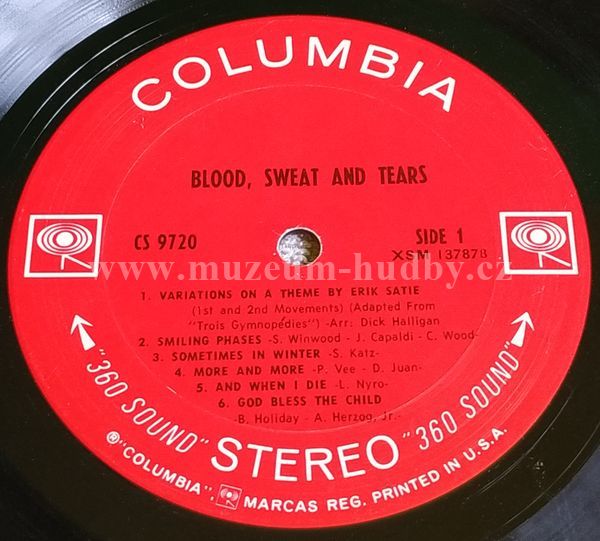 COLUMBIA
BLOOD, SWEAT AND TEARS
CS 9720
SIDE 1
XSM 137878
www.muzeum-hudby.cz
1. VARIATIONS ON A THEME BY ERIK SATIE
(1st and 2nd Movements) (Adapted From
"Trois Gymnopédies") -Arr: Dick Halligan
2. SMILING PHASES -S. Winwood - J. Capaldi - C. Wood-
3. SOMETIMES IN WINTER -S. Katz-
4. MORE AND MORE -P. Vee - D. Juan-
5. AND WHEN I DIE -L. Nyro-
6. GOD BLESS THE CHILD
-B. Holiday - A. Herzog, Jr.-
"360 SOUND" STEREO "360 SOUND"
® "COLUMBIA", MARCAS REG. PRINTED IN U.S.A.